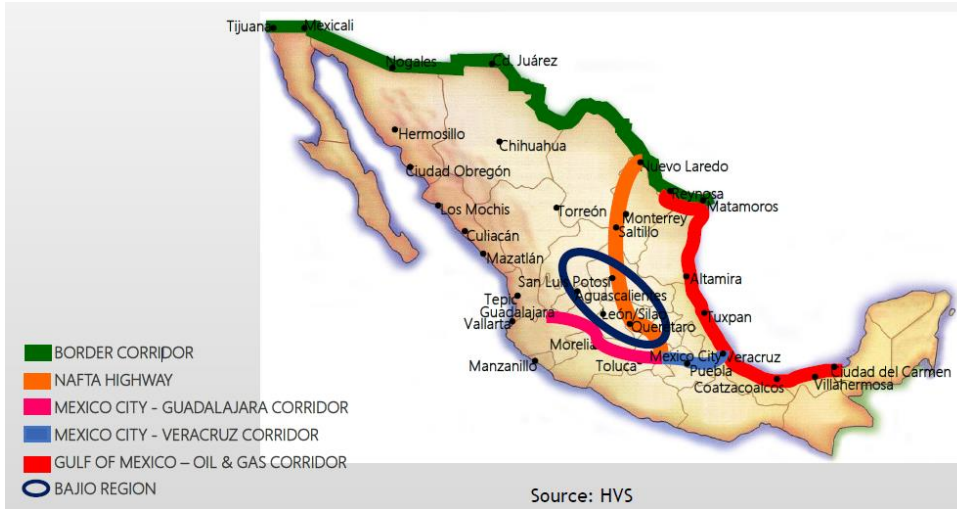 Tijuana
Mexicali
Nogales
Cd. Juárez
Hermosillo
Chihuahua
Nuevo Laredo
Ciudad Obregón
Reynosa
Matamoros
Los Mochis
Torreón
Monterrey
Saltillo
Culiacán
Mazatlán
Altamira
San Luis Potosí
Aguascalientes
Tepic
Guadalajara
León/Silao
Tuxpan
Vallarta
Querétaro
Morelia
Mexico City
Veracruz
Manzanillo
Toluca
Puebla
Ciudad del Carmen
Coatzacoalcos
Villahermosa
BORDER CORRIDOR
NAFTA HIGHWAY
MEXICO CITY - GUADALAJARA CORRIDOR
MEXICO CITY - VERACRUZ CORRIDOR
GULF OF MEXICO – OIL & GAS CORRIDOR
BAJIO REGION
Source: HVS